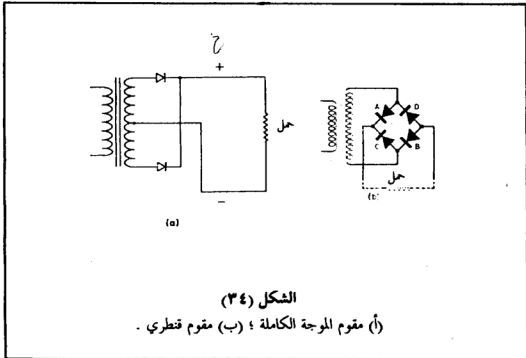 +
حمل
−
(a)
A D
C B
حمل
(b)
الشكل (٣٤)
(أ) مقوم الموجة الكاملة ؛ (ب) مقوم قنطري .